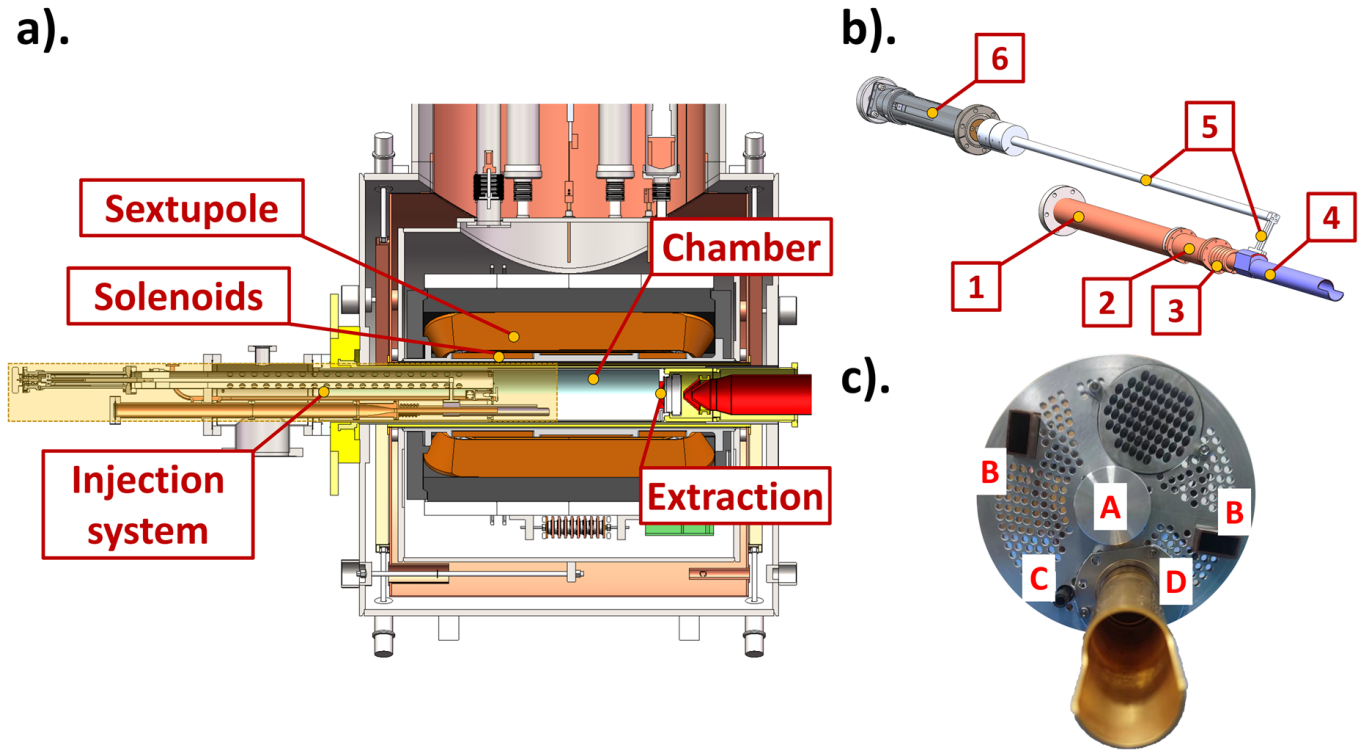 a).
Sextupole
Solenoids
Chamber
Injection
system
Extraction
b).
6
5
4
1
2
3
c).
B
A
B
C
D